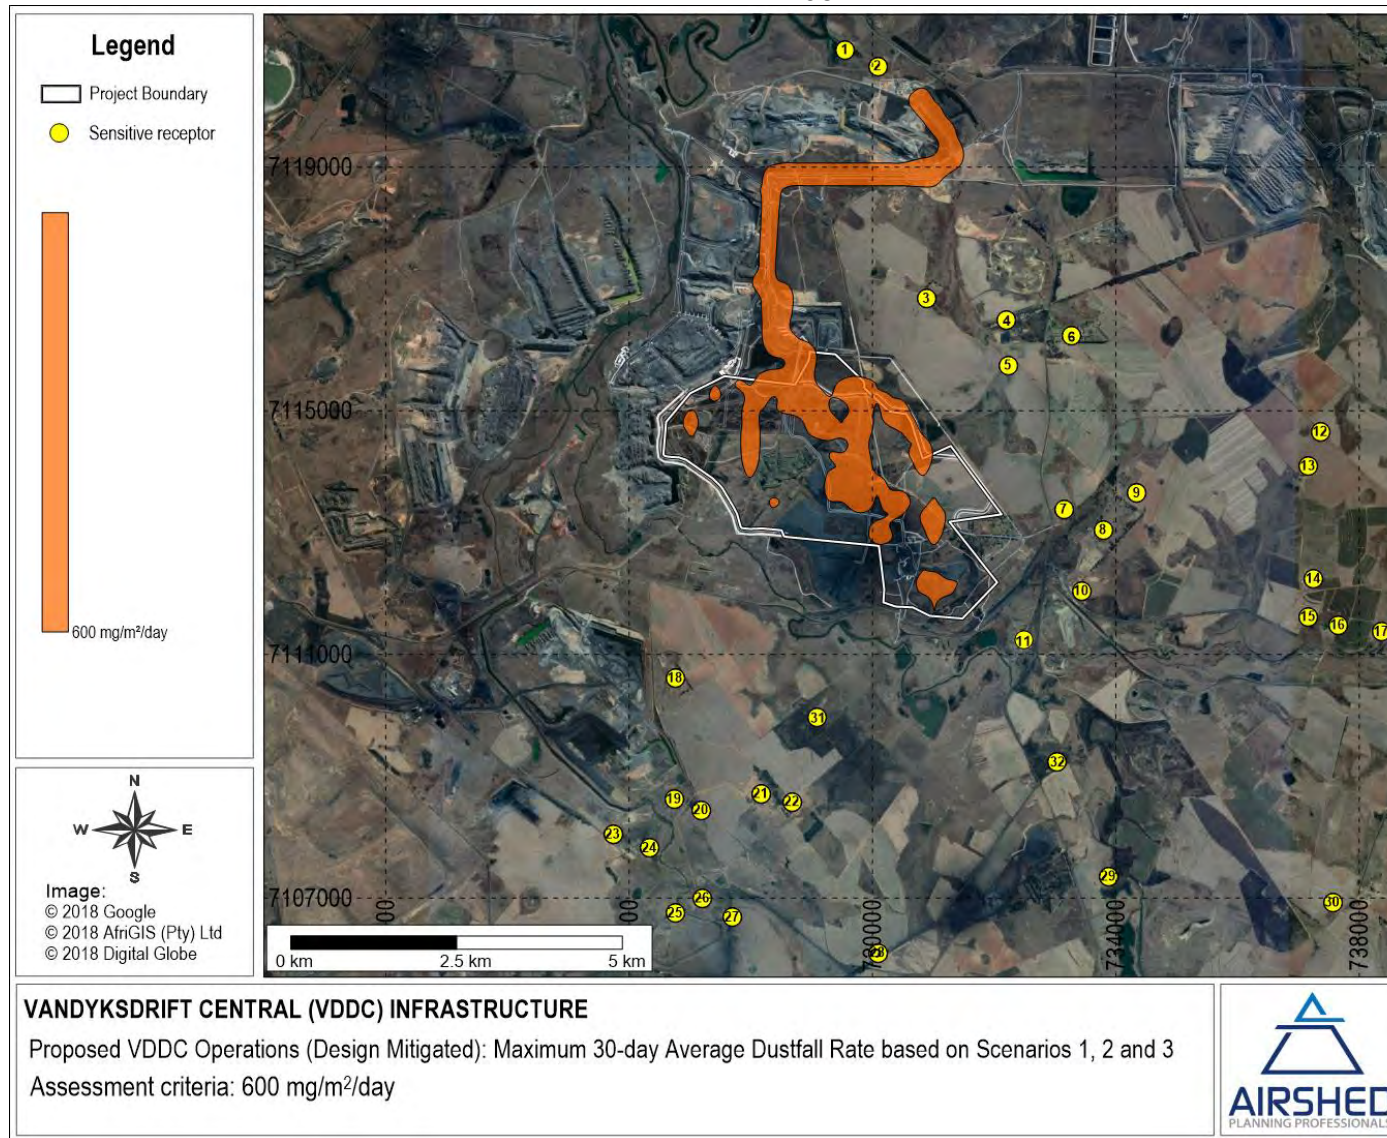 Legend
Project Boundary
Sensitive receptor
600 mg/m²/day
N
W E
S
Image:
© 2018 Google
© 2018 AfriGIS (Pty) Ltd
© 2018 Digital Globe
1
2
7119000
3
4
6
5
7115000
12
13
9
7
8
14
10
15
16
17
11
7111000
18
31
32
21
19
22
20
23
24
29
7107000
26
30
25
27
28
00
00
730000
734000
738000
0 km 2.5 km 5 km
VANDYKSDRIFT CENTRAL (VDDC) INFRASTRUCTURE
Proposed VDDC Operations (Design Mitigated): Maximum 30-day Average Dustfall Rate based on Scenarios 1, 2 and 3
Assessment criteria: 600 mg/m²/day
AIRSHED
PLANNING PROFESSIONALS